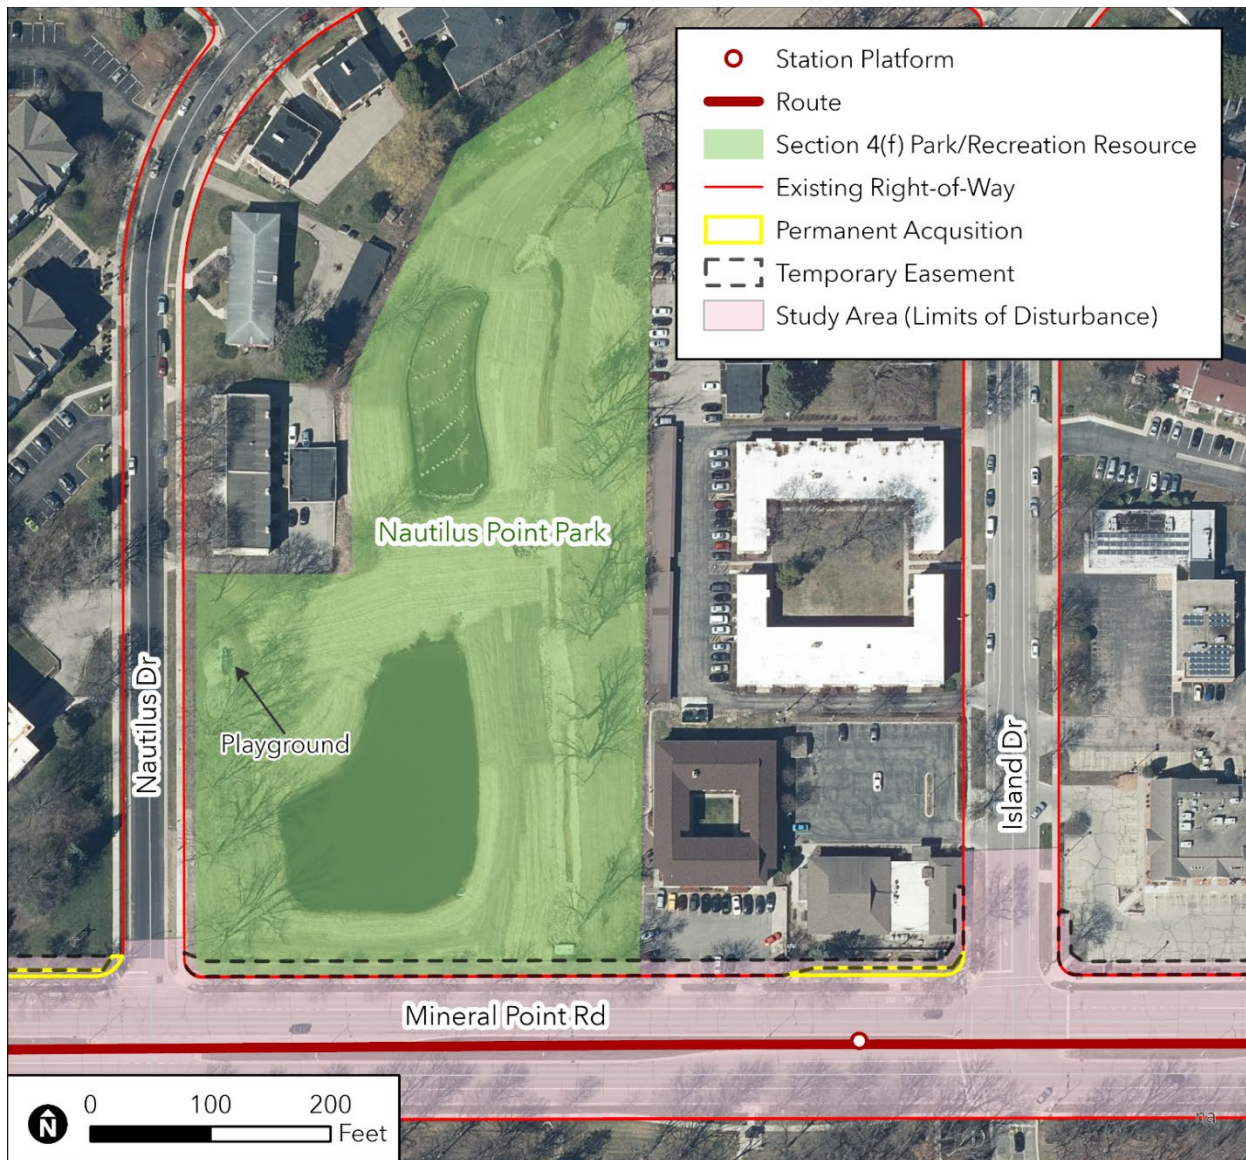 Station Platform
Route
Section 4(f) Park/Recreation Resource
Existing Right-of-Way
Permanent Acqusition
Temporary Easement
Study Area (Limits of Disturbance)
Nautilus Point Park
Nautilus Dr
Playground
Island Dr
Mineral Point Rd
N
0 100 200
Feet
na